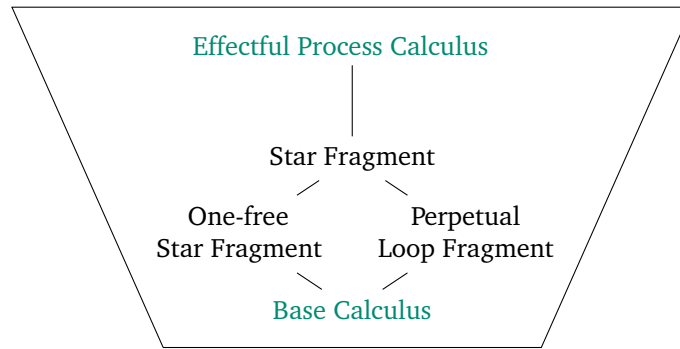 Effectful Process Calculus
Star Fragment
One-free
Star Fragment
Perpetual
Loop Fragment
Base Calculus